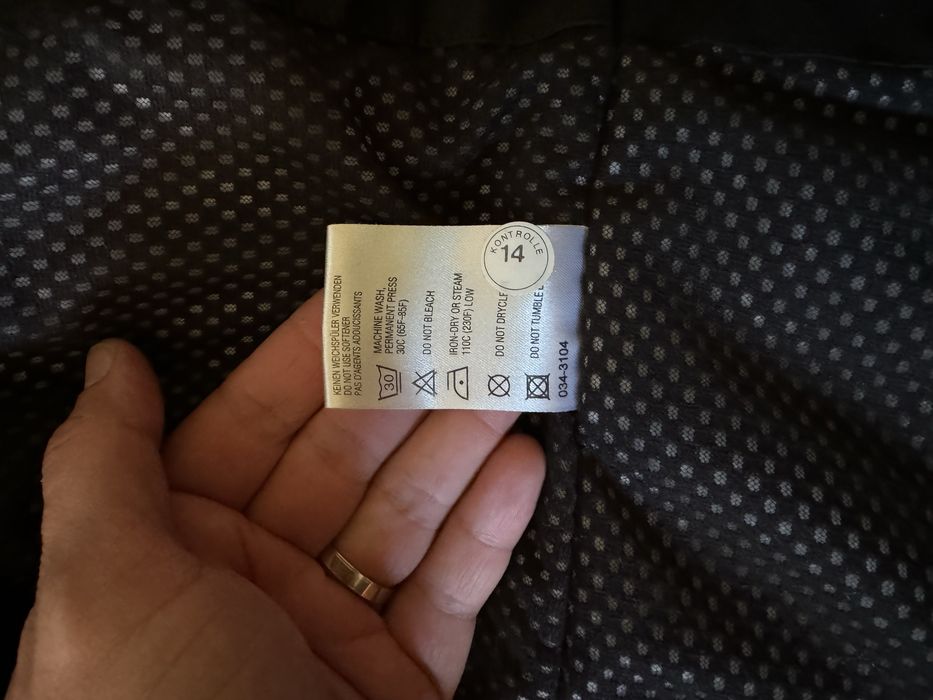 KEINEN WEICHSPÜLER VERWENDEN
DO NOT USE SOFTENER
PAS D'AGENTS ADOUCISSANTS
30
MACHINE WASH,
PERMANENT PRESS
30C (65F-85F)
DO NOT BLEACH
IRON-DRY OR STEAM
110C (230F) LOW
DO NOT DRYCLE
DO NOT TUMBLE
034-3104
KONTROLLE
14